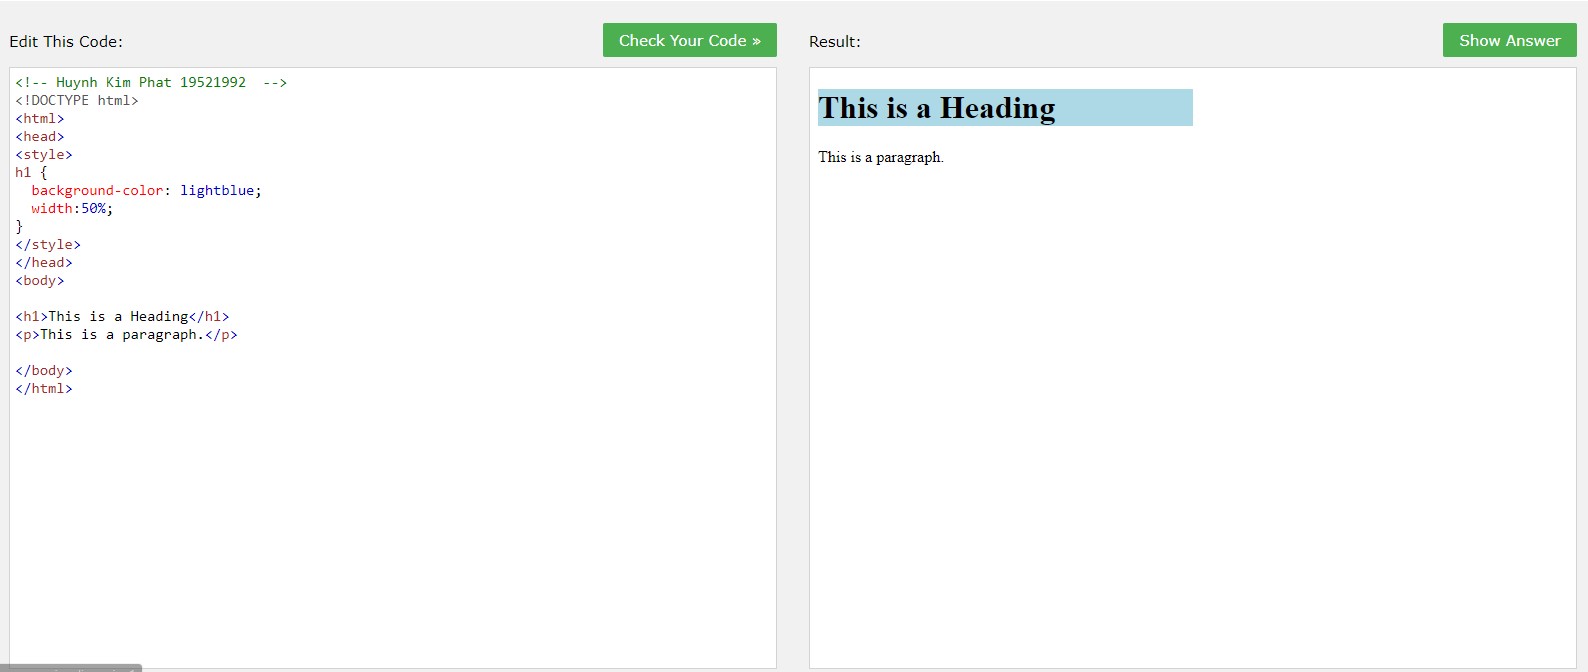 Edit This Code:
Check Your Code »
<!-- Huynh Kim Phat 19521992  -->
<!DOCTYPE html>
<html>
<head>
<style>
h1 {
  background-color: lightblue;
  width:50%;
}
</style>
</head>
<body>
<h1>This is a Heading</h1>
<p>This is a paragraph.</p>
</body>
</html>
Result:
Show Answer
This is a Heading
This is a paragraph.